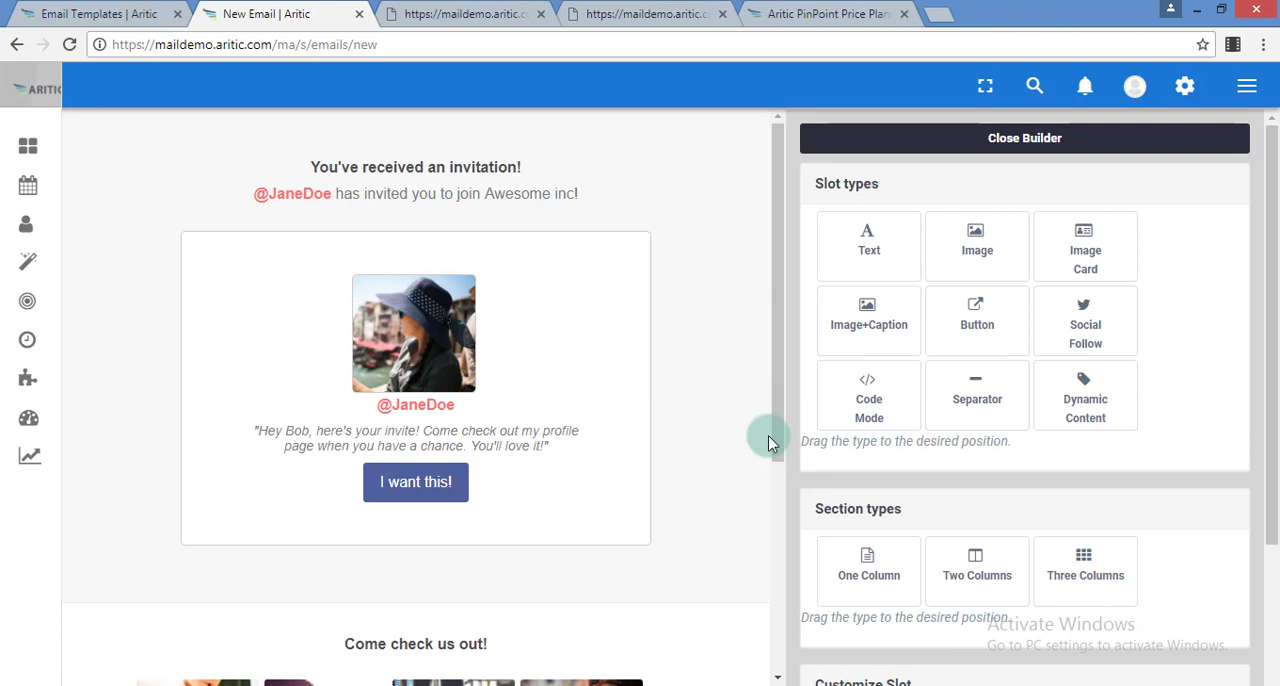 Email Templates | Aritic
New Email | Aritic
https://maildemo.aritic.c
https://maildemo.aritic.c
Aritic PinPoint Price Plan
https://maildemo.aritic.com/ma/s/emails/new
ARITIC
Close Builder
You've received an invitation!
@JaneDoe has invited you to join Awesome inc!
@JaneDoe
"Hey Bob, here's your invite! Come check out my profile
page when you have a chance. You'll love it!"
I want this!
Come check us out!
Slot types
Text
Image
Image
Card
Image+Caption
Button
Social
Follow
Code
Mode
Separator
Dynamic
Content
Drag the type to the desired position.
Section types
One Column
Two Columns
Three Columns
Drag the type to the desired position.
Activate Windows
Go to PC settings to activate Windows.
Customize Slot